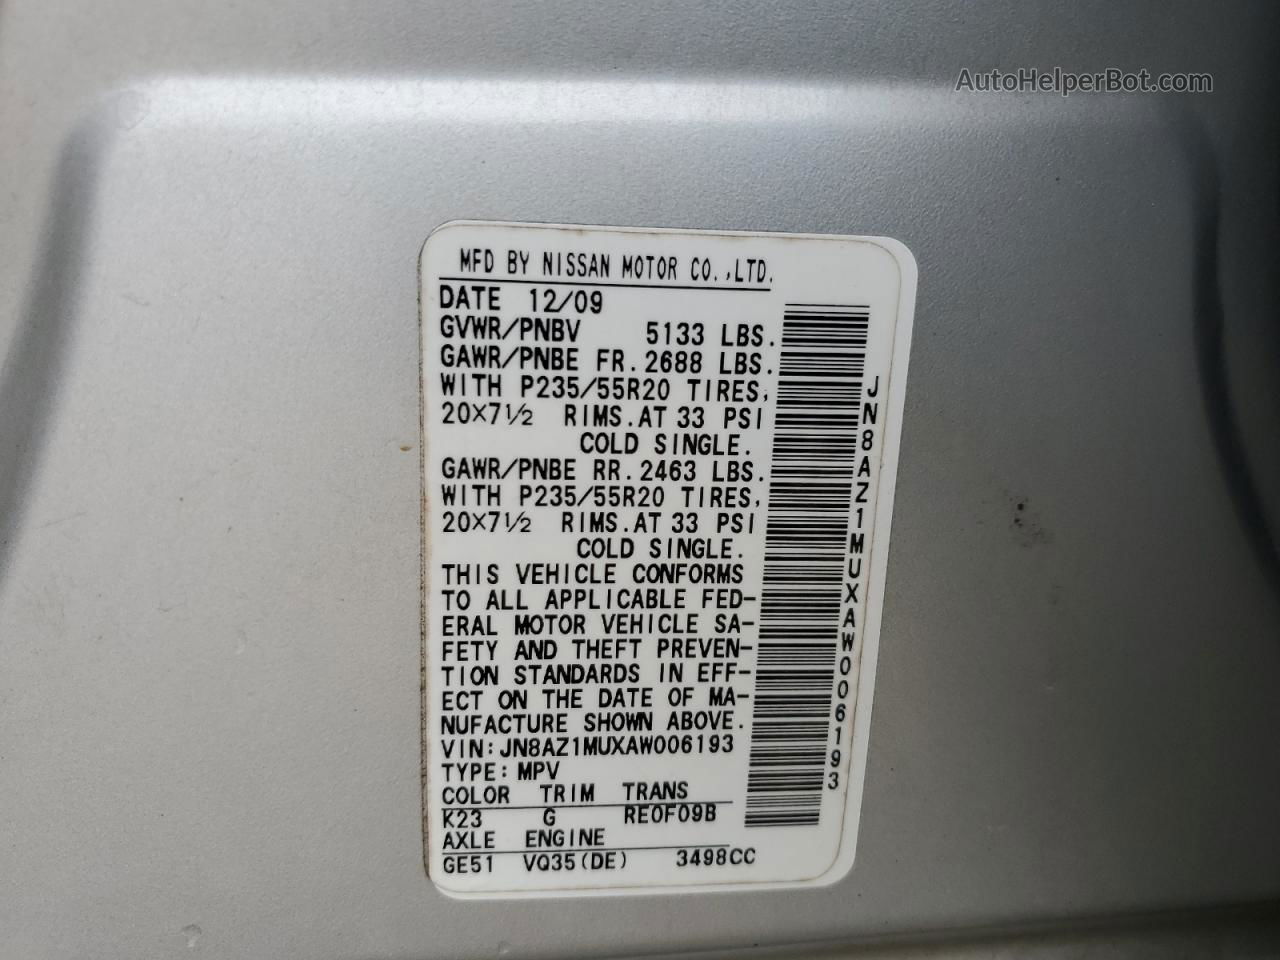 AutoHelperBot.com
MFD BY NISSAN MOTOR CO.,LTD.
DATE 12/09
GVWR/PNBV 5133 LBS.
GAWR/PNBE FR.2688 LBS.
WITH P235/55R20 TIRES,
20×7½ RIMS.AT 33 PSI
COLD SINGLE.
GAWR/PNBE RR.2463 LBS.
WITH P235/55R20 TIRES,
20×7½ RIMS.AT 33 PSI
COLD SINGLE.
THIS VEHICLE CONFORMS
TO ALL APPLICABLE FED-
ERAL MOTOR VEHICLE SA-
FETY AND THEFT PREVEN-
TION STANDARDS IN EFF-
ECT ON THE DATE OF MA-
NUFACTURE SHOWN ABOVE.
VIN:JN8AZ1MUXAW006193
TYPE:MPV
COLOR TRIM TRANS
K23 G RE0F09B
AXLE ENGINE
GE51 VQ35(DE) 3498CC
JN8AZ1MUXAW006193